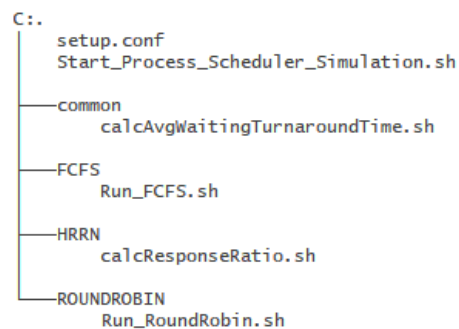 C:.
setup.conf
Start_Process_Scheduler_Simulation.sh
common
calcAvgWaitingTurnaroundTime.sh
FCFS
Run_FCFS.sh
HRRN
calcResponseRatio.sh
ROUNDROBIN
Run_RoundRobin.sh